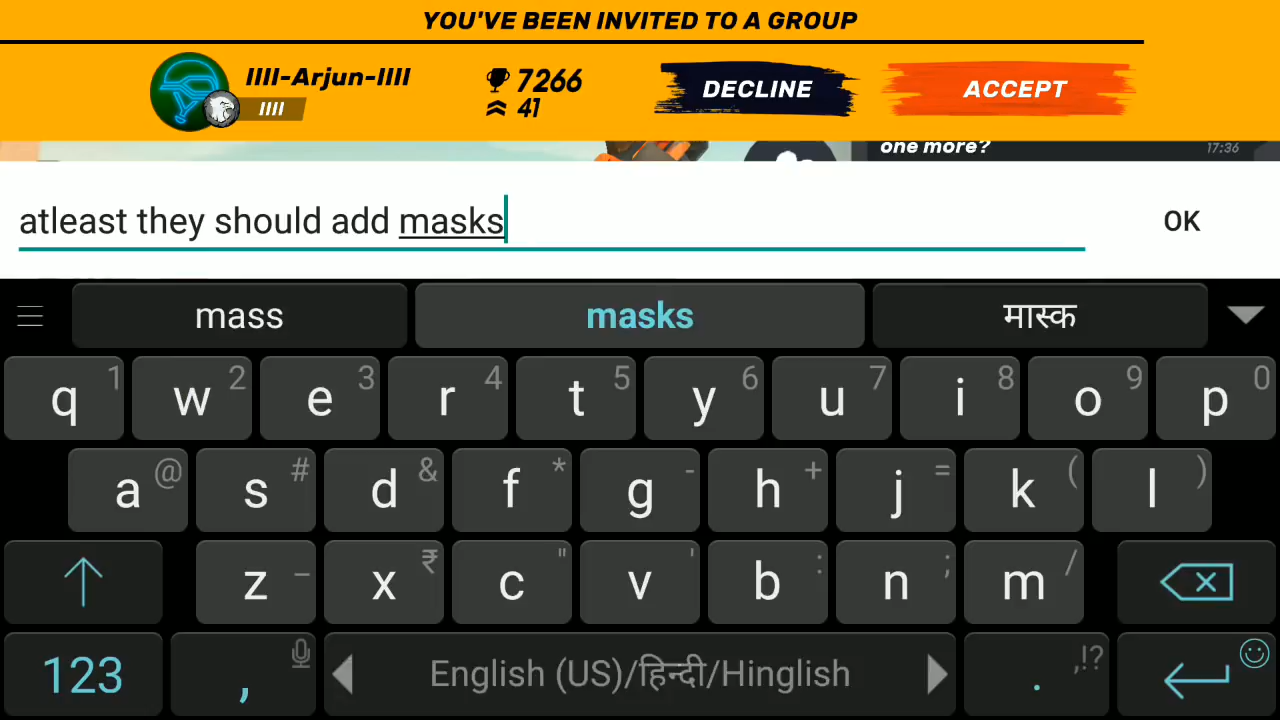 YOU'VE BEEN INVITED TO A GROUP
IIII-Arjun-IIII
IIII
7266
41
DECLINE
ACCEPT
one more?
17:36
atleast they should add masks
OK
mass
masks
मास्क
q 1 w 2 e 3 r 4 t 5 y 6 u 7 i 8 o 9 p 0
a @ s # d & f * g - h + j = k ( l )
z _ x ₹ c " v ' b : n ; m /
123 , English (US)/हिन्दी/Hinglish . ,!?